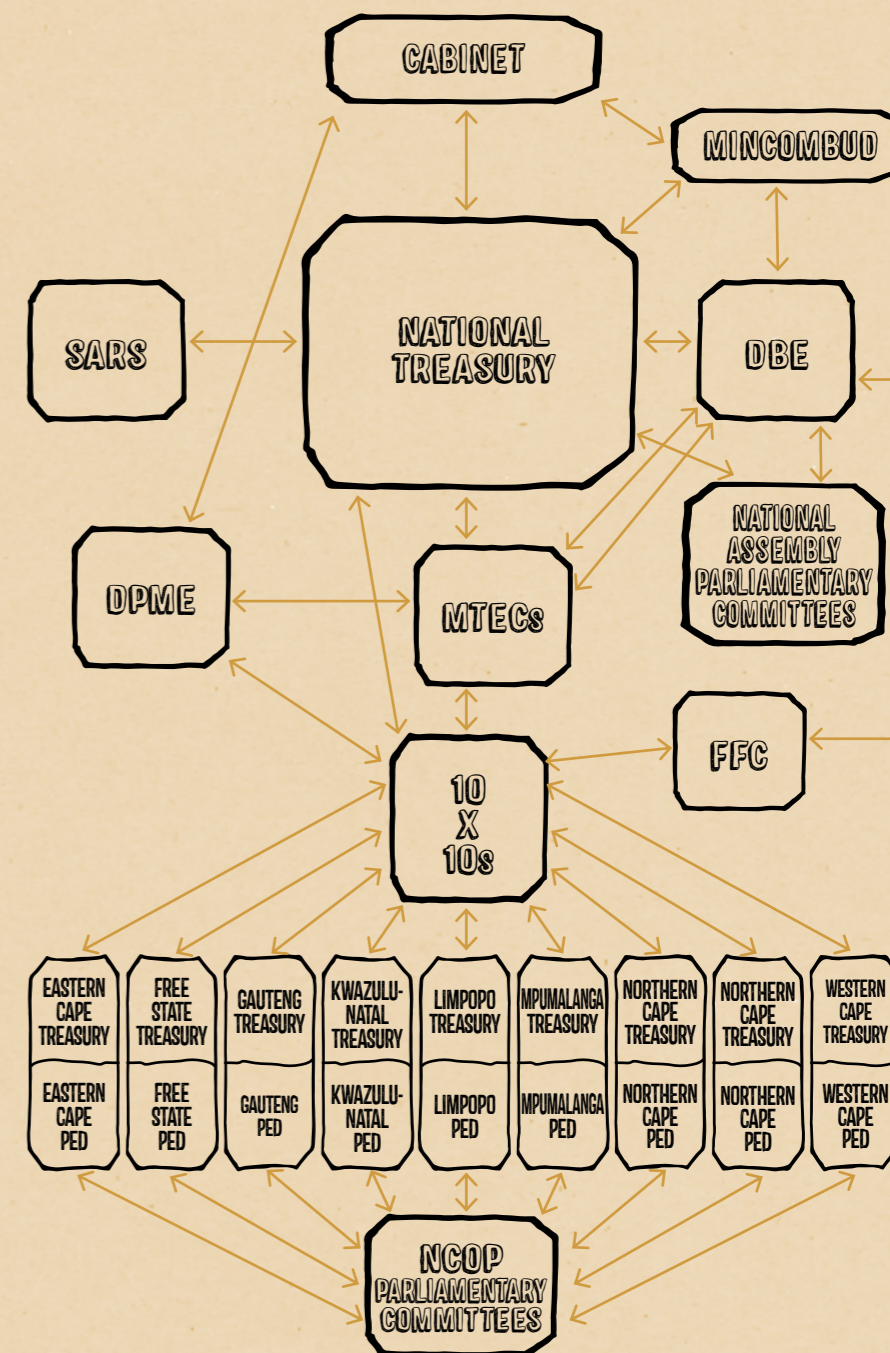 CABINET
MINCOMBUD
SARS
NATIONAL
TREASURY
DBE
NATIONAL
ASSEMBLY
PARLIAMENTARY
COMMITTEES
DPME
MTECs
FFC
10
X
10s
EASTERN
CAPE
TREASURY
FREE
STATE
TREASURY
GAUTENG
TREASURY
KWAZULU-
NATAL
TREASURY
LIMPOPO
TREASURY
MPUMALANGA
TREASURY
NORTHERN
CAPE
TREASURY
NORTHERN
CAPE
TREASURY
WESTERN
CAPE
TREASURY
EASTERN
CAPE
PED
FREE
STATE
PED
GAUTENG
PED
KWAZULU-
NATAL
PED
LIMPOPO
PED
MPUMALANGA
PED
NORTHERN
CAPE
PED
NORTHERN
CAPE
PED
WESTERN
CAPE
PED
NCOP
PARLIAMENTARY
COMMITTEES